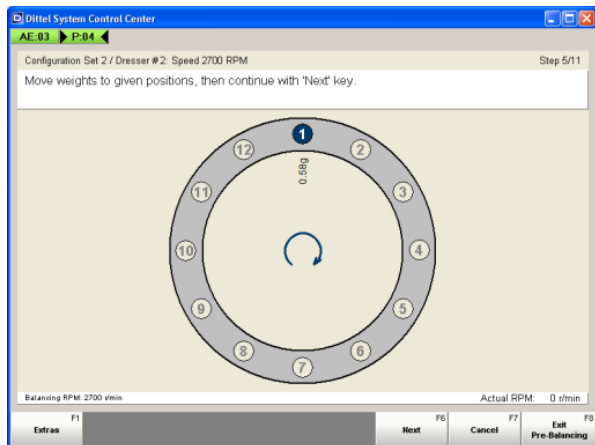 Dittel System Control Center
AE:03 P:04
Configuration Set 2 / Dresser # 2: Speed 2700 RPM Step 5/11
Move weights to given positions, then continue with 'Next' key.
1
12 2
0.58g
11 3
10 4
9 5
8 6
7
Balancing RPM: 2700 r/min Actual RPM: 0 r/min
F1 F6 F7 F8
Extras Next Cancel Exit
Pre-Balancing